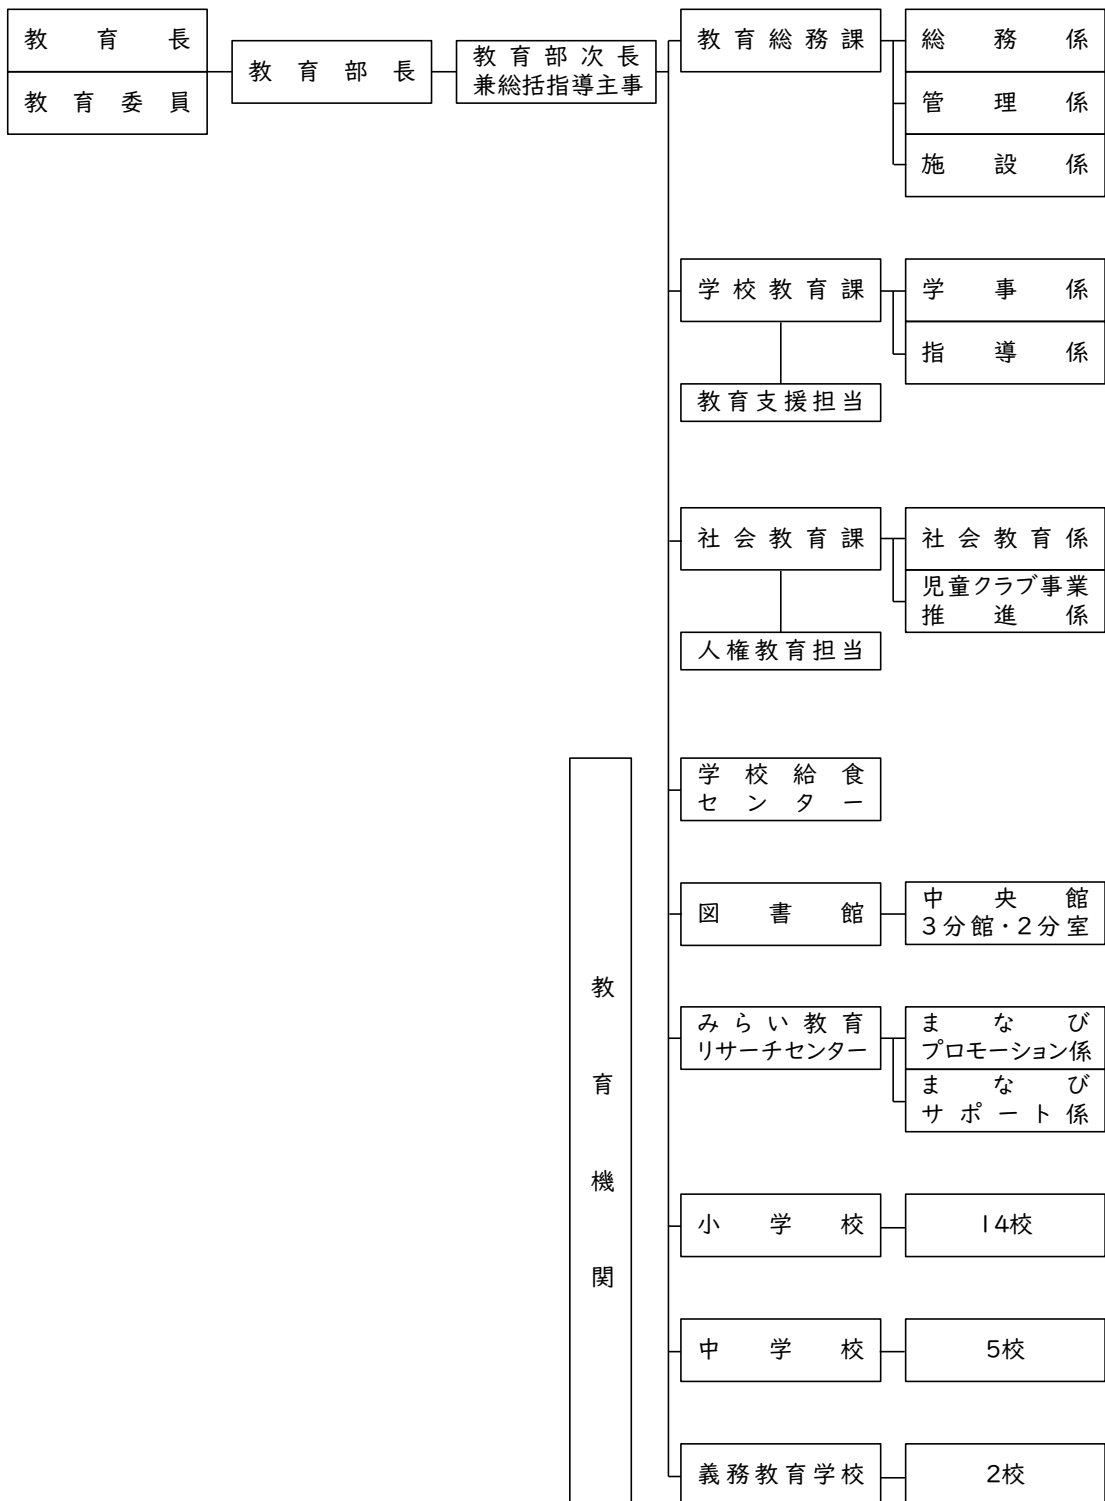 教育長
教育委員
教育部長
教育部次長
兼総括指導主事
教育総務課
総務係
管理係
施設係
学校教育課
学事係
指導係
教育支援担当
社会教育課
社会教育係
児童クラブ事業
推進係
人権教育担当
教育機関
学校給食
センター
図書館
中央館
3分館・2分室
みらい教育
リサーチセンター
まなび
プロモーション係
まなび
サポート係
小学校
14校
中学校
5校
義務教育学校
2校